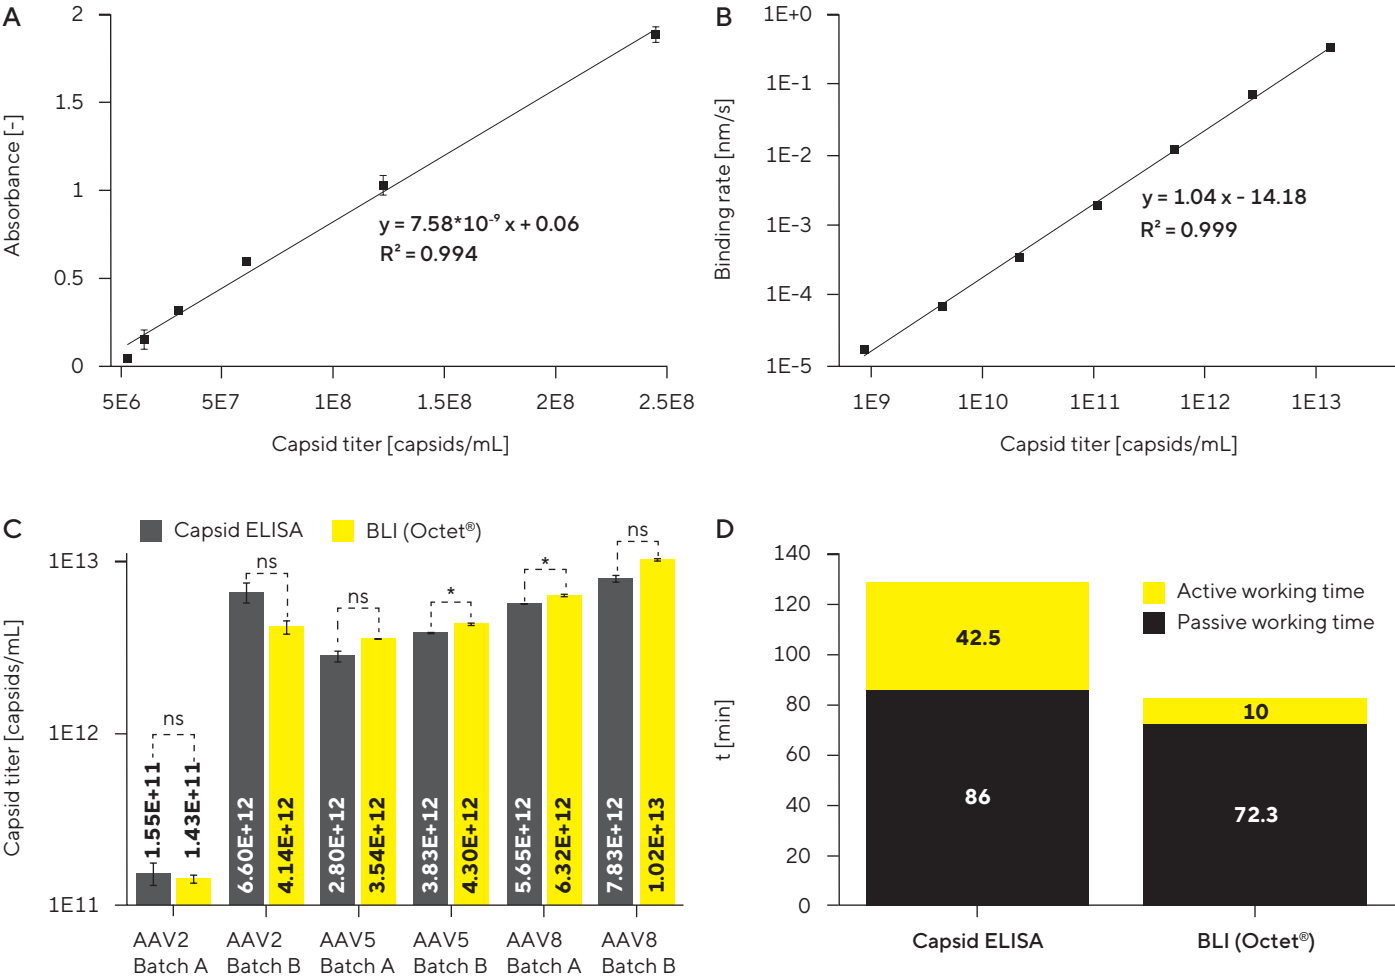 A
2
1.5
1
0.5
0
Absorbance [-]
y = 7.58*10⁻⁹ x + 0.06
R² = 0.994
5E6
5E7
1E8
1.5E8
2E8
2.5E8
Capsid titer [capsids/mL]
B
1E+0
1E-1
1E-2
1E-3
1E-4
1E-5
Binding rate [nm/s]
y = 1.04 x - 14.18
R² = 0.999
1E9
1E10
1E11
1E12
1E13
Capsid titer [capsids/mL]
C
Capsid ELISA
BLI (Octet®)
1E13
1E12
1E11
Capsid titer [capsids/mL]
ns
ns
ns
*
*
ns
1.55E+11
1.43E+11
6.60E+12
4.14E+12
2.80E+12
3.54E+12
3.83E+12
4.30E+12
5.65E+12
6.32E+12
7.83E+12
1.02E+13
AAV2
Batch A
AAV2
Batch B
AAV5
Batch A
AAV5
Batch B
AAV8
Batch A
AAV8
Batch B
D
140
120
100
80
60
40
20
0
t [min]
Active working time
Passive working time
42.5
86
10
72.3
Capsid ELISA
BLI (Octet®)